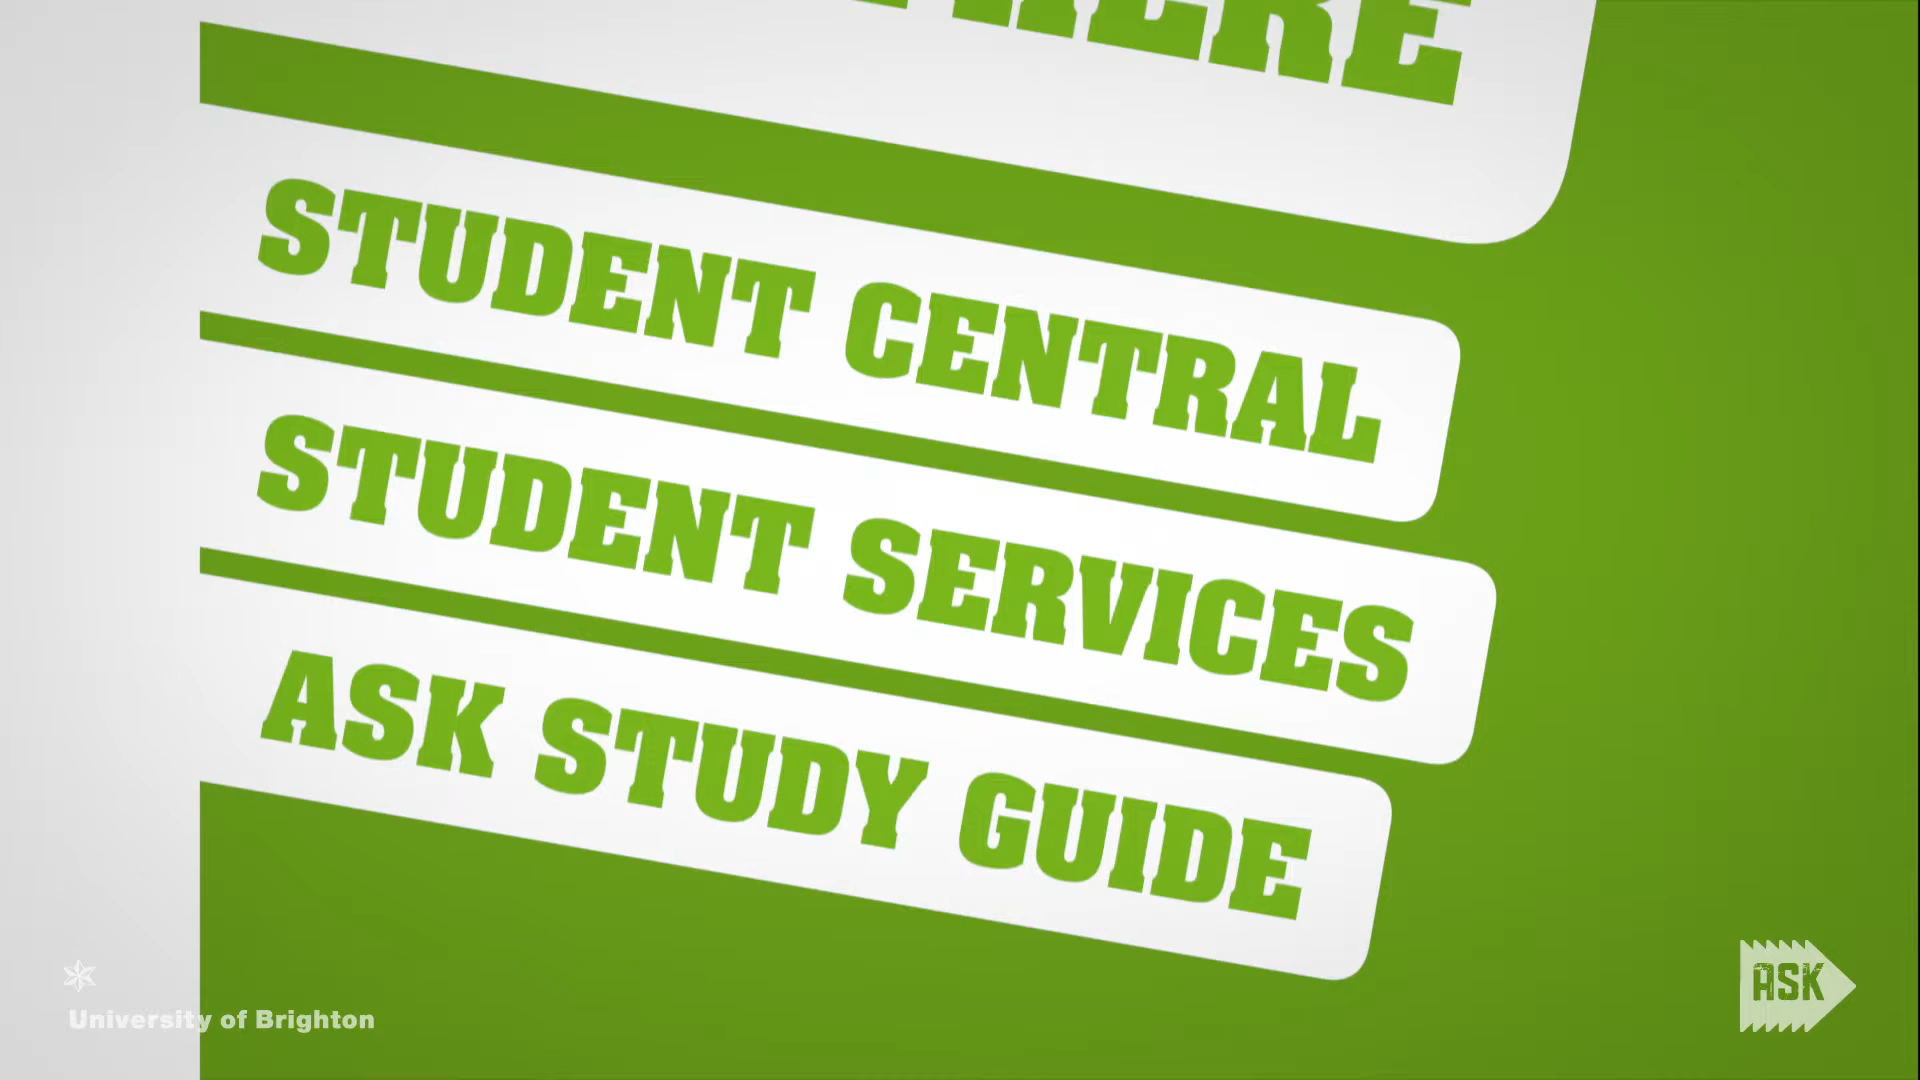 STUDENT CENTRAL
STUDENT SERVICES
ASK STUDY GUIDE
University of Brighton
ASK